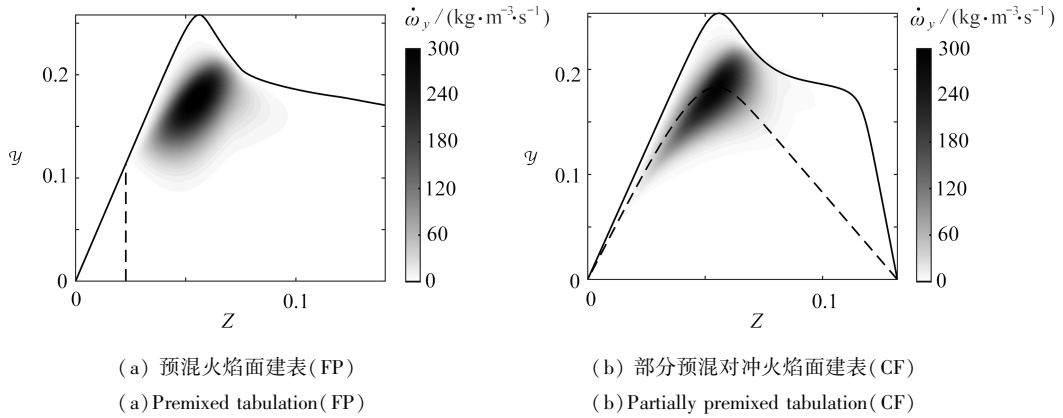 ω̇𝓎/(kg·m⁻³·s⁻¹)
300
240
180
120
60
0
0.2
0.1
0
𝒴
0
0.1
Z
ω̇𝓎/(kg·m⁻³·s⁻¹)
300
240
180
120
60
0
0.2
0.1
0
𝒴
0
0.1
Z
(a) 预混火焰面建表(FP)
(a)Premixed tabulation(FP)
(b) 部分预混对冲火焰面建表(CF)
(b)Partially premixed tabulation(CF)